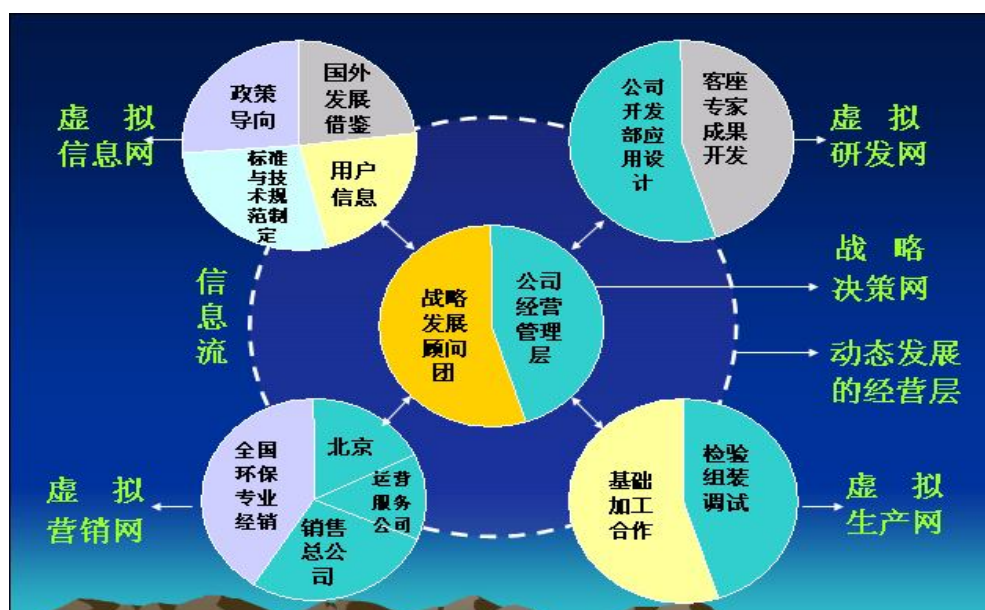 虚 拟
信息网
政策
导向
国外
发展
借鉴
标准
与技
术规
范制
定
用户
信息
公司
开发
部应
用设
计
客座
专家
成果
开发
虚 拟
研发网
信
息
流
战略
发展
顾问
团
公司
经营
管理
层
战 略
决策网
动态发展
的经营层
虚 拟
营销网
全国
环保
专业
经销
北京
运营
服务
公司
销售
总公
司
基础
加工
合作
检验
组装
调试
虚 拟
生产网